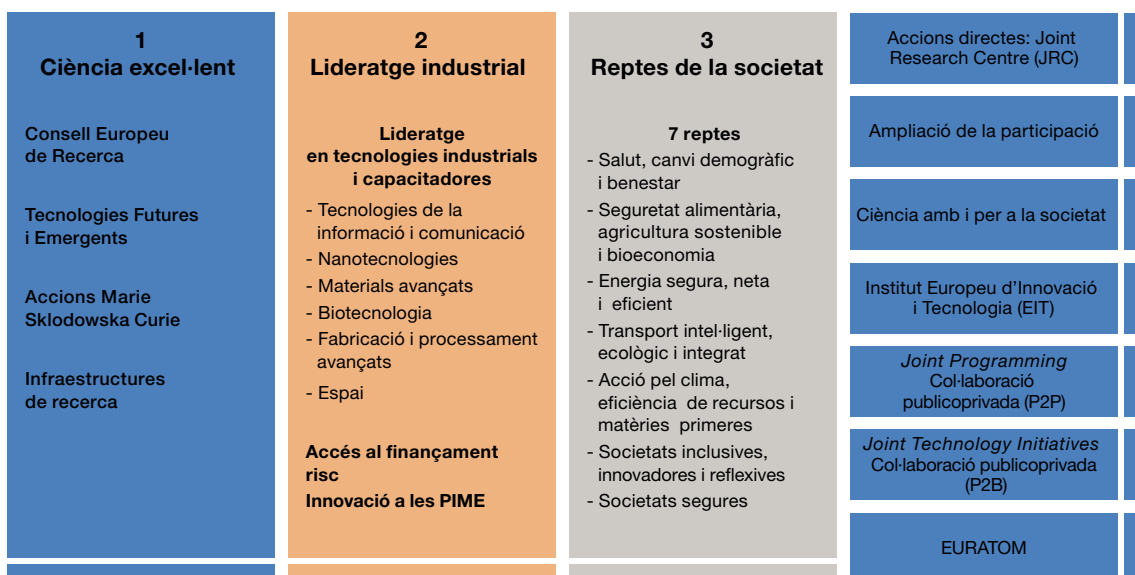 1
Ciència excel·lent
Consell Europeu
de Recerca
Tecnologies Futures
i Emergents
Accions Marie
Sklodowska Curie
Infraestructures
de recerca
2
Lideratge industrial
Lideratge
en tecnologies industrials
i capacitadores
- Tecnologies de la
informació i comunicació
- Nanotecnologies
- Materials avançats
- Biotecnologia
- Fabricació i processament
avançats
- Espai
Accés al finançament
risc
Innovació a les PIME
3
Reptes de la societat
7 reptes
- Salut, canvi demogràfic
i benestar
- Seguretat alimentària,
agricultura sostenible
i bioeconomia
- Energia segura, neta
i eficient
- Transport intel·ligent,
ecològic i integrat
- Acció pel clima,
eficiència de recursos i
matèries primeres
- Societats inclusives,
innovadores i reflexives
- Societats segures
Accions directes: Joint
Research Centre (JRC)
Ampliació de la participació
Ciència amb i per a la societat
Institut Europeu d’Innovació
i Tecnologia (EIT)
Joint Programming
Col·laboració
publicoprivada (P2P)
Joint Technology Initiatives
Col·laboració publicoprivada
(P2B)
EURATOM